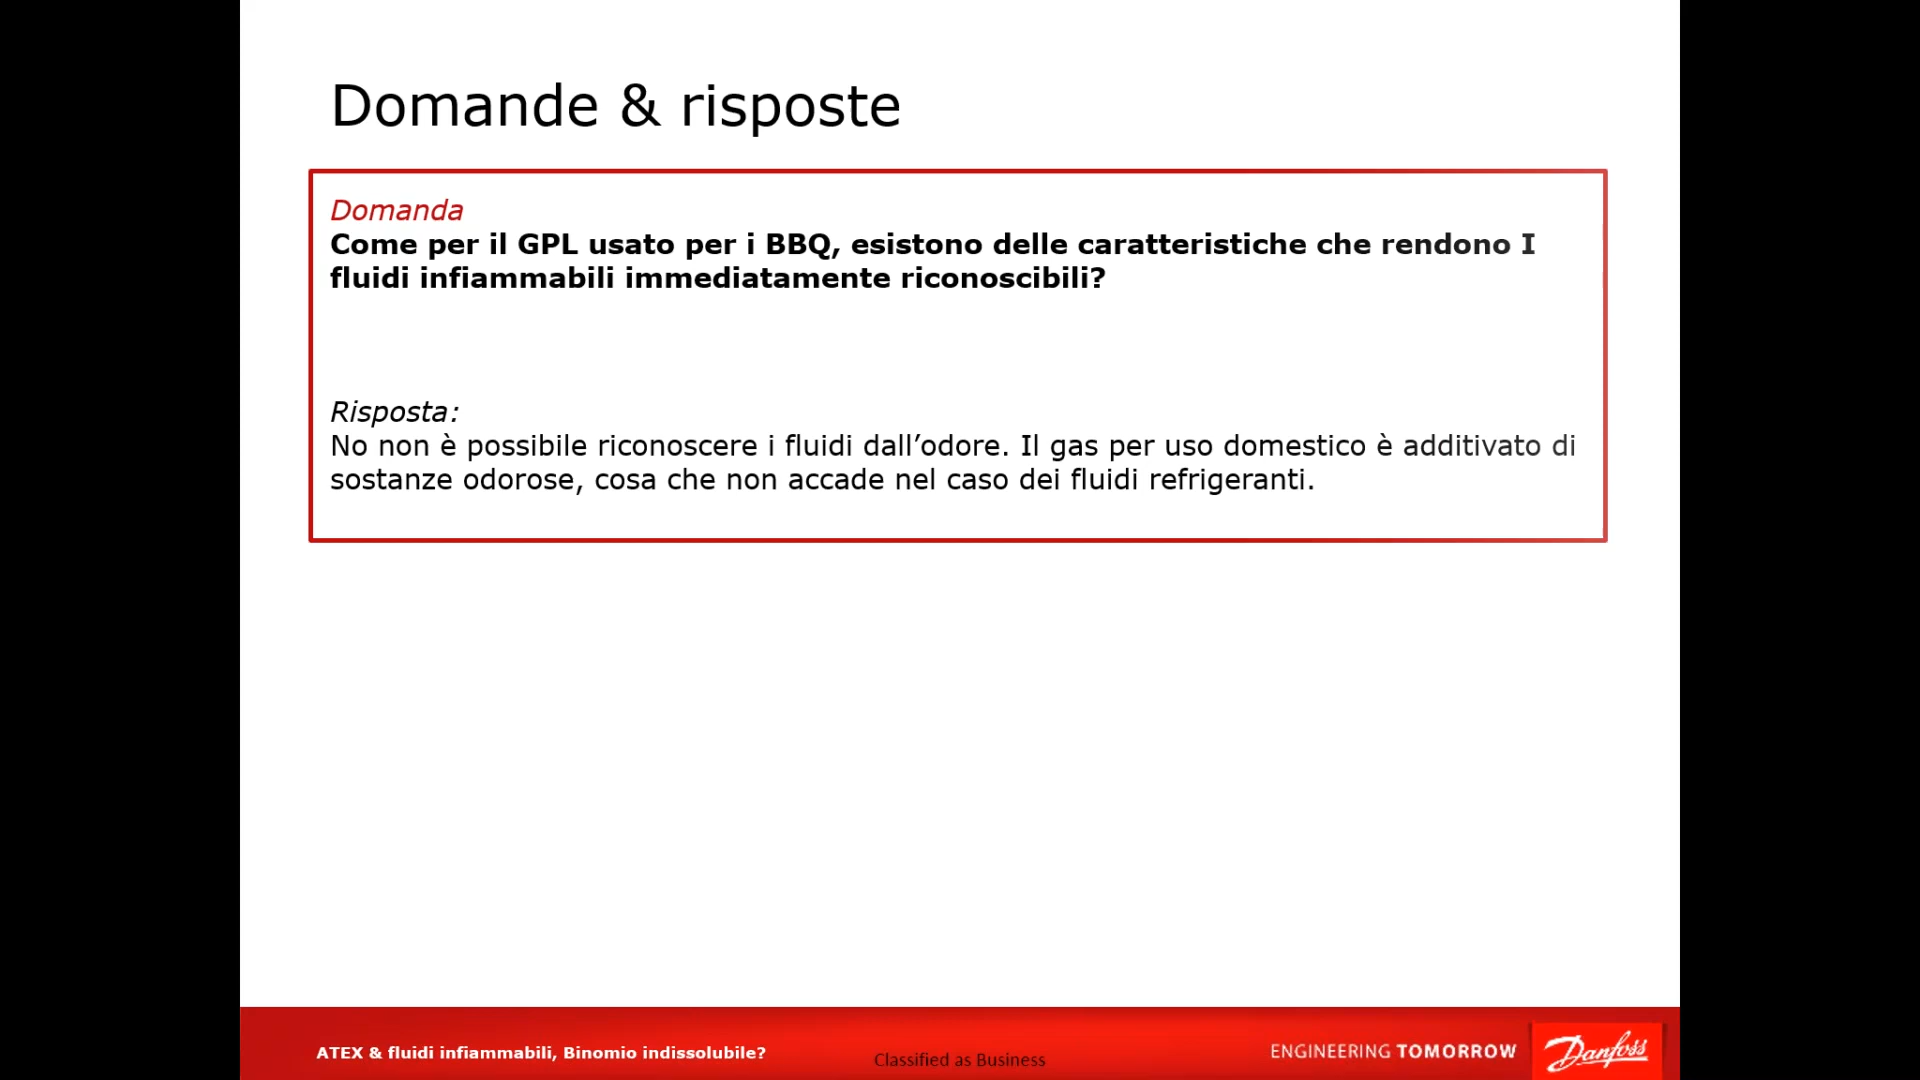 Domande & risposte
Domanda
Come per il GPL usato per i BBQ, esistono delle caratteristiche che rendono I
fluidi infiammabili immediatamente riconoscibili?
Risposta:
No non è possibile riconoscere i fluidi dall’odore. Il gas per uso domestico è additivato di
sostanze odorose, cosa che non accade nel caso dei fluidi refrigeranti.
ATEX & fluidi infiammabili, Binomio indissolubile?
Classified as Business
ENGINEERING TOMORROW
Danfoss